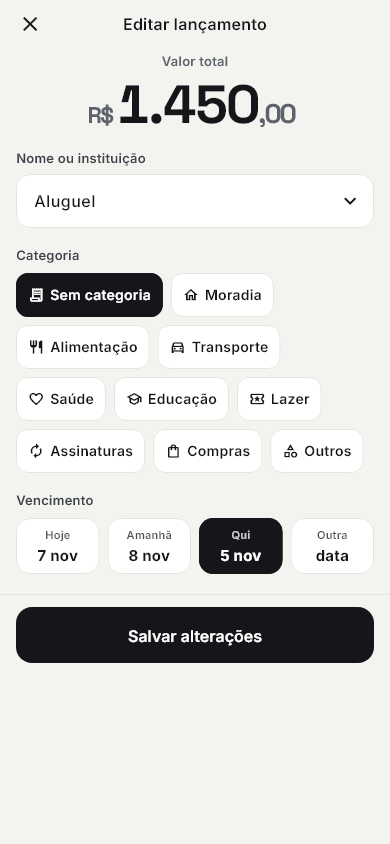 Editar lançamento
Valor total
R$ 1.450,00
Nome ou instituição
Aluguel
Categoria
Sem categoria
Moradia
Alimentação
Transporte
Saúde
Educação
Lazer
Assinaturas
Compras
Outros
Vencimento
Hoje
7 nov
Amanhã
8 nov
Qui
5 nov
Outra
data
Salvar alterações